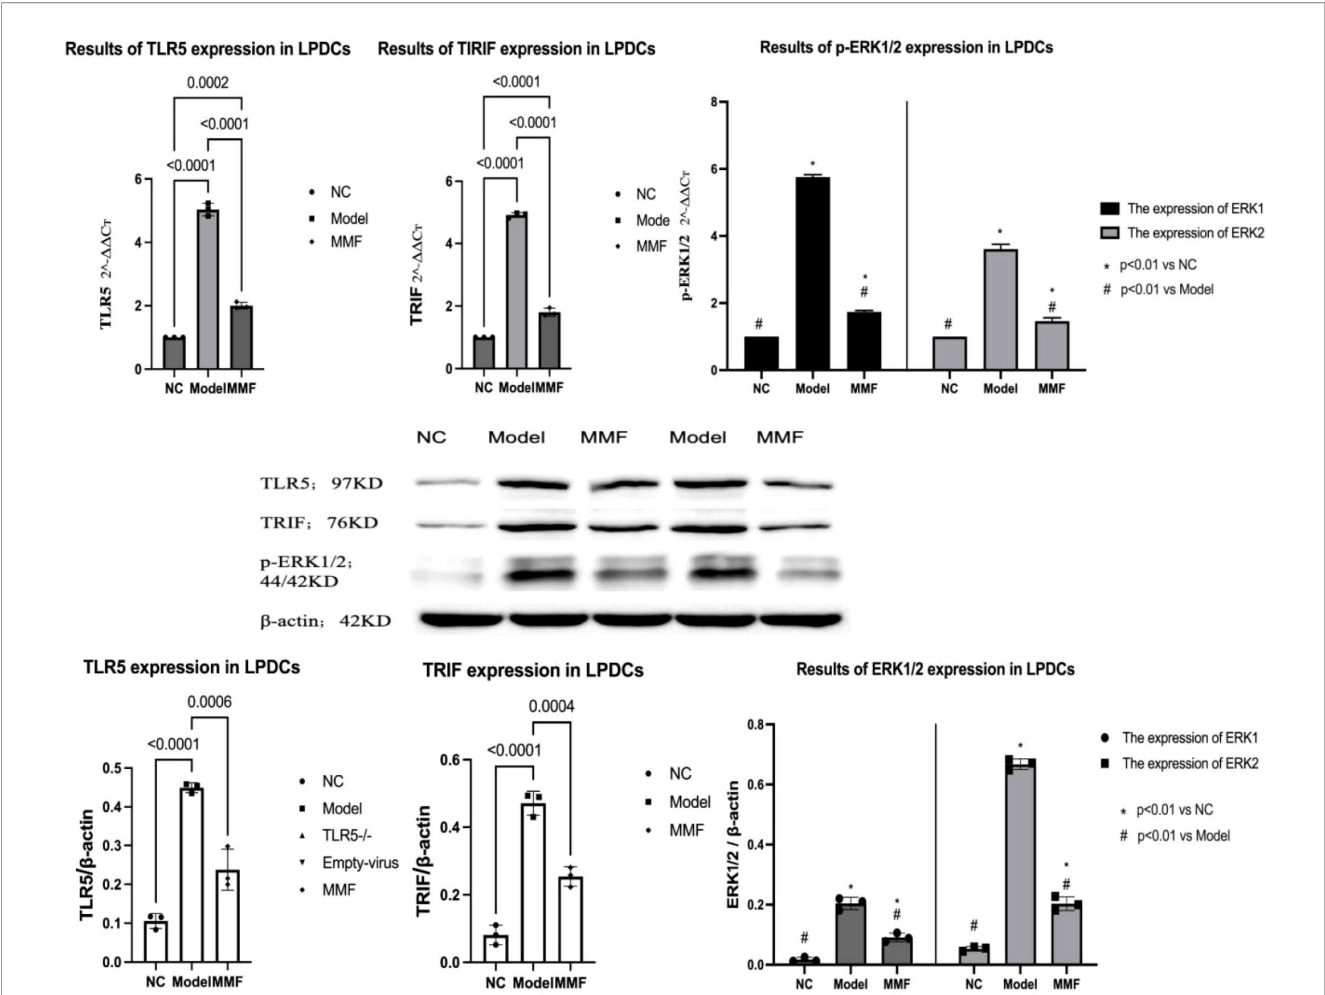 Results of TLR5 expression in LPDCs
0.0002
<0.0001
<0.0001
6
4
2
0
TLR5 2^-ΔΔCT
NC Model MMF
NC
Model
MMF
Results of TIRIF expression in LPDCs
<0.0001
<0.0001
<0.0001
6
4
2
0
TRIF 2^-ΔΔCT
NC Model MMF
NC
Mode
MMF
Results of p-ERK1/2 expression in LPDCs
8
6
4
2
0
p-ERK1/2 2^-ΔΔCT
#
*
*
#
#
*
*
#
NC Model MMF NC Model MMF
The expression of ERK1
The expression of ERK2
* p<0.01 vs NC
# p<0.01 vs Model
NC Model MMF Model MMF
TLR5; 97KD
TRIF; 76KD
p-ERK1/2;
44/42KD
β-actin; 42KD
TLR5 expression in LPDCs
0.0006
<0.0001
0.5
0.4
0.3
0.2
0.1
0.0
TLR5/β-actin
NC Model MMF
NC
Model
TLR5-/-
Empty-virus
MMF
TRIF expression in LPDCs
0.0004
<0.0001
0.6
0.4
0.2
0.0
TRIF/β-actin
NC Model MMF
NC
Model
MMF
Results of ERK1/2 expression in LPDCs
0.8
0.6
0.4
0.2
0.0
ERK1/2 / β-actin
#
*
*
#
#
*
*
#
NC Model MMF NC Model MMF
The expression of ERK1
The expression of ERK2
* p<0.01 vs NC
# p<0.01 vs Model